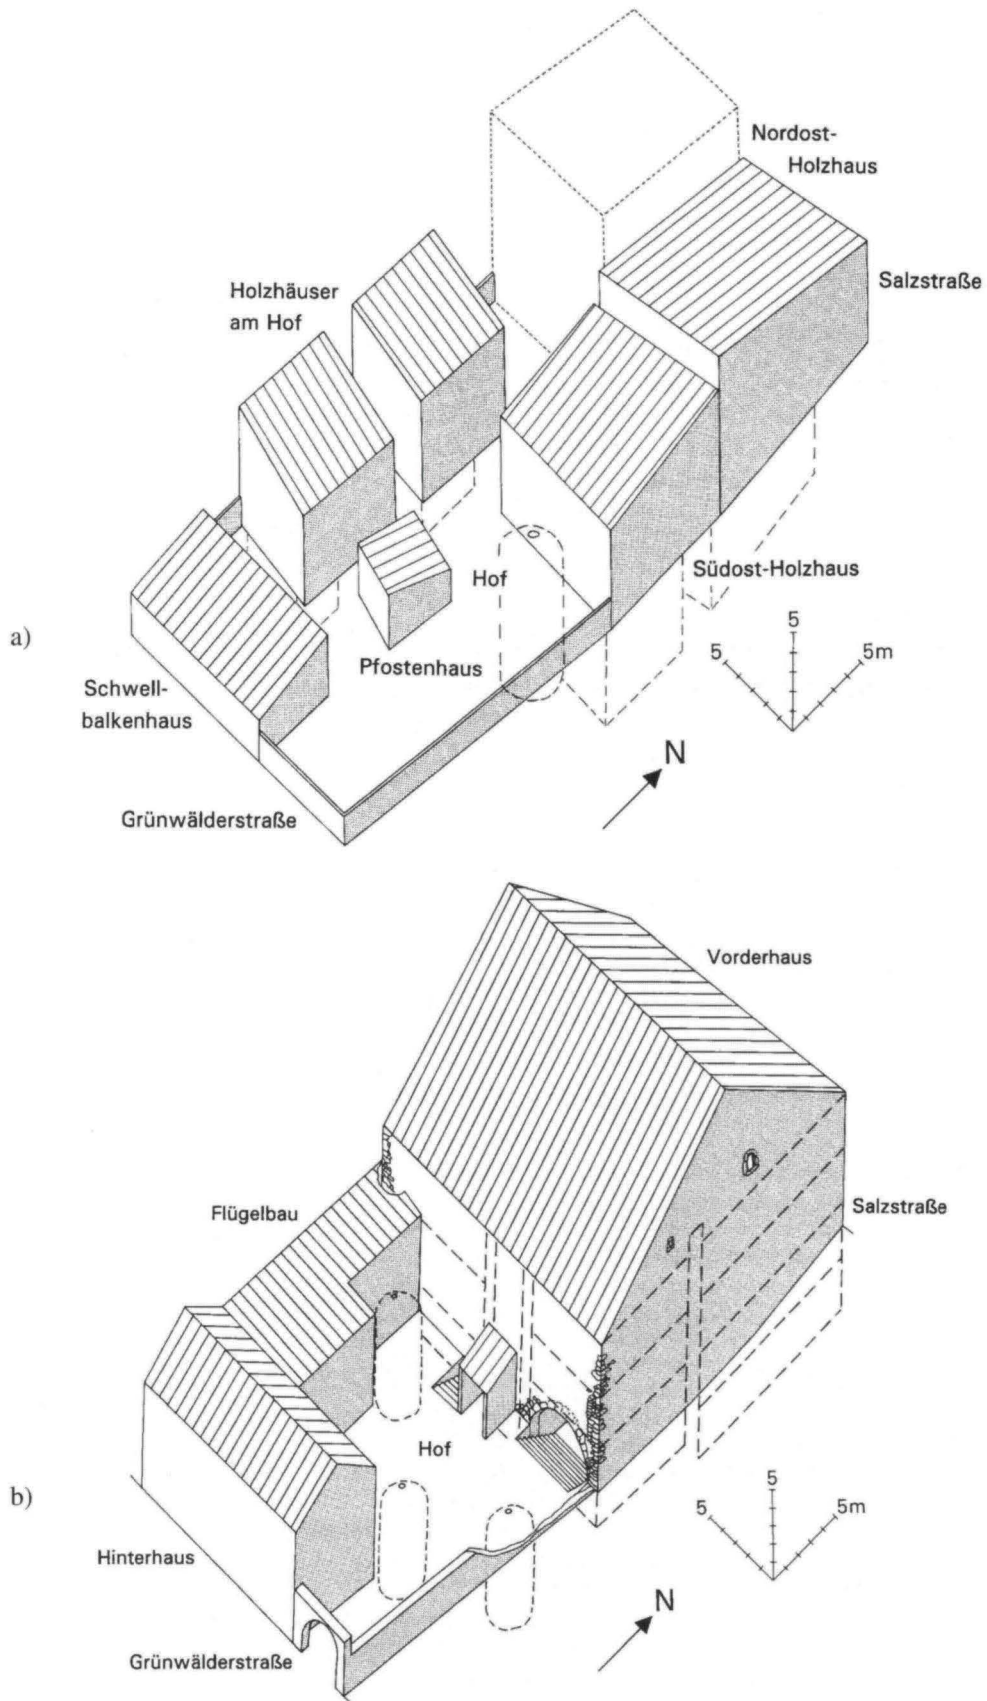 Nordost-
Holzhaus
Salzstraße
Holzhäuser
am Hof
Hof
Südost-Holzhaus
a)
Pfostenhaus
5
5
5m
Schwell-
balkenhaus
N
Grünwälderstraße
Vorderhaus
Flügelbau
Salzstraße
Hof
b)
5
5
5m
Hinterhaus
N
Grünwälderstraße